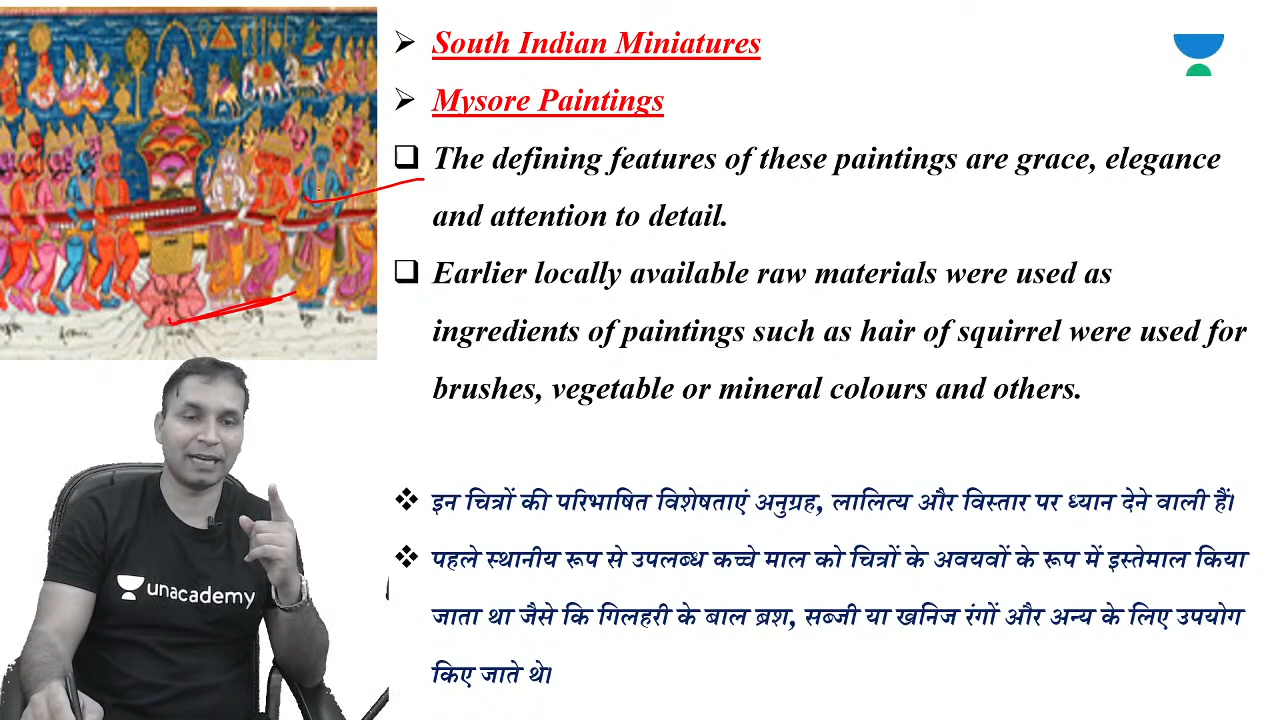 South Indian Miniatures
Mysore Paintings
The defining features of these paintings are grace, elegance
and attention to detail.
Earlier locally available raw materials were used as
ingredients of paintings such as hair of squirrel were used for
brushes, vegetable or mineral colours and others.
इन चित्रों की परिभाषित विशेषताएं अनुग्रह, लालित्य और विस्तार पर ध्यान देने वाली हैं।
पहले स्थानीय रूप से उपलब्ध कच्चे माल को चित्रों के अवयवों के रूप में इस्तेमाल किया
जाता था जैसे कि गिलहरी के बाल ब्रश, सब्जी या खनिज रंगों और अन्य के लिए उपयोग
किए जाते थे।
unacademy